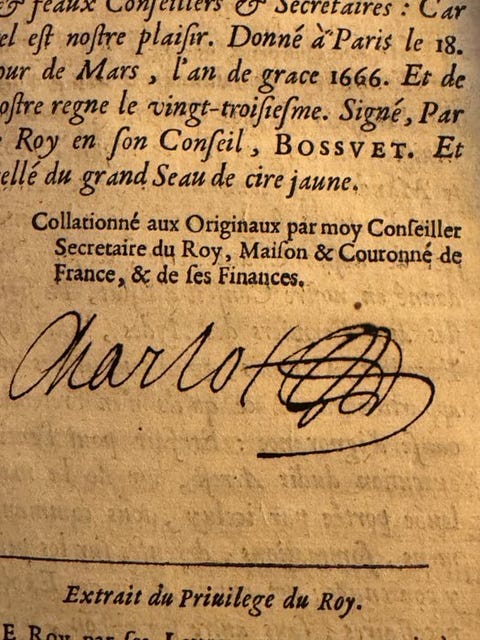 & feaux Conſeillers & Secretaires : Car
el eſt noſtre plaiſir. Donné à Paris le 18.
our de Mars, l'an de grace 1666. Et de
oſtre regne le vingt-troiſieſme. Signé, Par
Roy en ſon Conſeil, BOSSVET. Et
ellé du grand Seau de cire jaune.
Collationné aux Originaux par moy Conſeiller
Secretaire du Roy, Maiſon & Couronné de
France, & de ſes Finances.
Charlot
Extrait du Priuilege du Roy.
E Roy par ſes